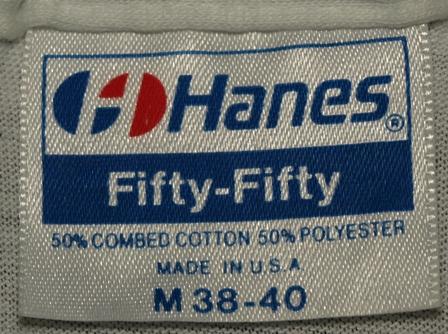 Hanes®
Fifty-Fifty
50% COMBED COTTON 50% POLYESTER
MADE IN U.S.A
M 38-40